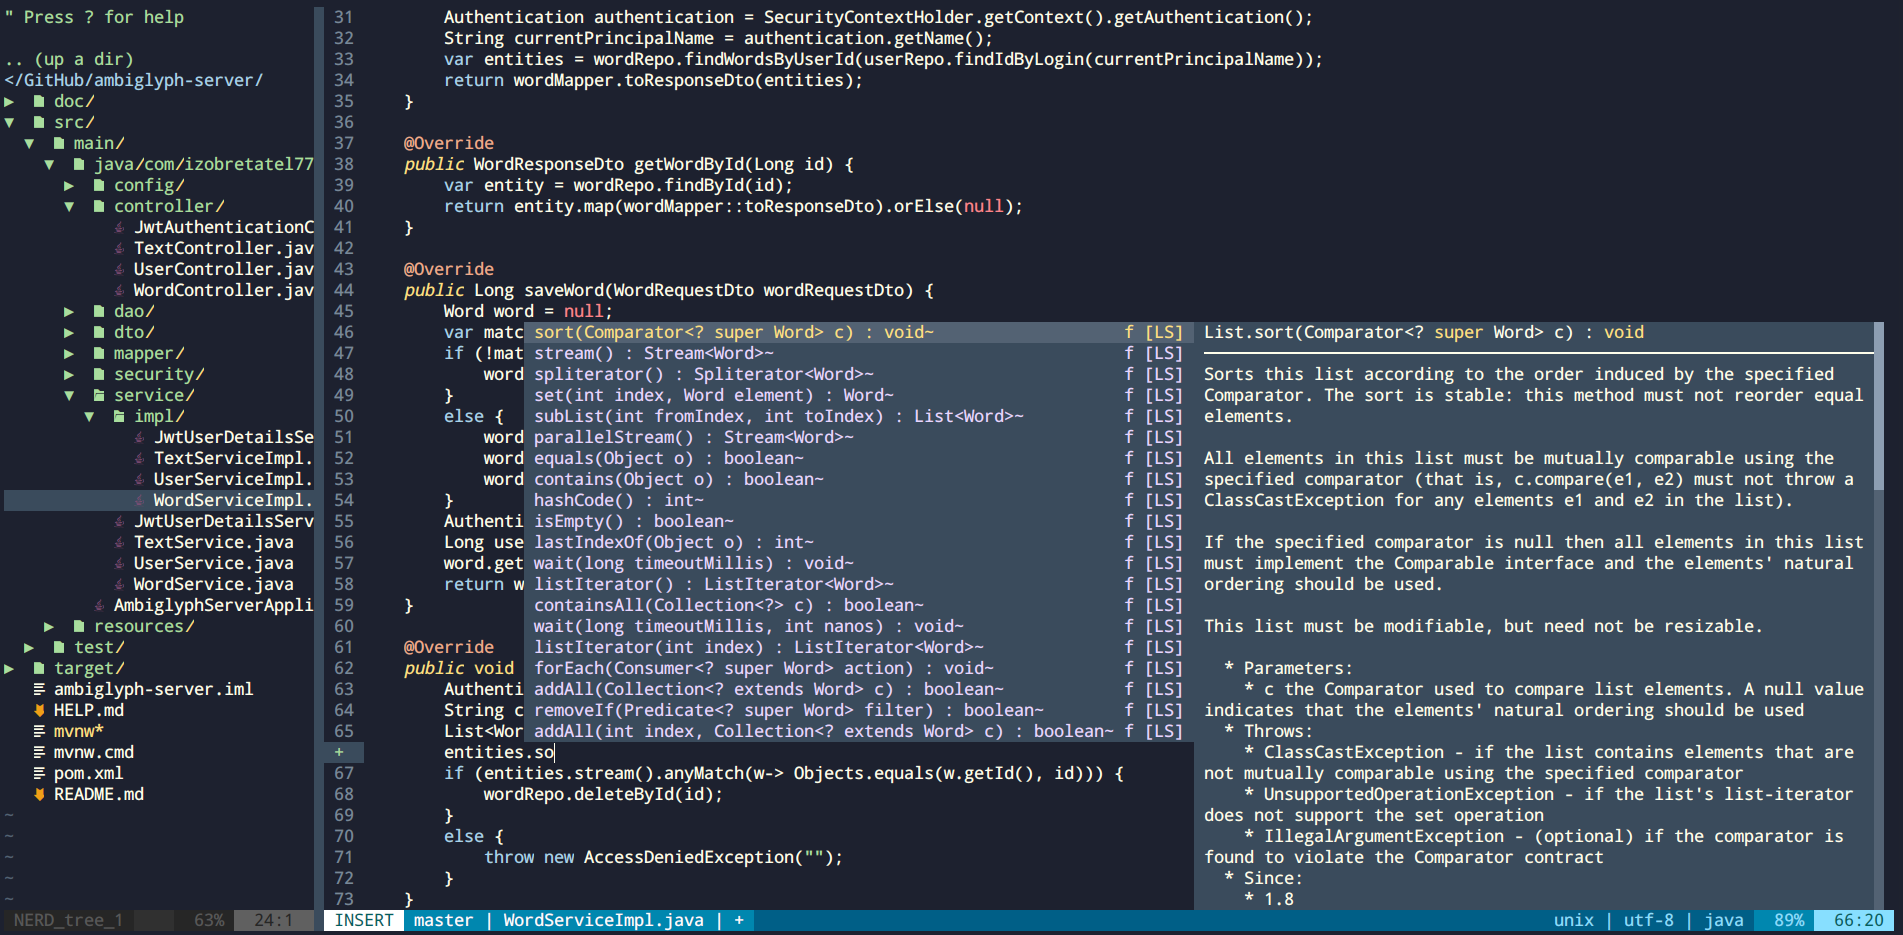 " Press ? for help
.. (up a dir)
</GitHub/ambiglyph-server/
▶ doc/
▼ src/
▼ main/
▼ java/com/izobretatel77
▶ config/
▼ controller/
JwtAuthenticationC
TextController.jav
UserController.jav
WordController.jav
▶ dao/
▶ dto/
▶ mapper/
▶ security/
▼ service/
▼ impl/
JwtUserDetailsSe
TextServiceImpl.
UserServiceImpl.
WordServiceImpl.
JwtUserDetailsServ
TextService.java
UserService.java
WordService.java
AmbiglyphServerAppli
▶ resources/
▶ test/
▶ target/
ambiglyph-server.iml
HELP.md
mvnw*
mvnw.cmd
pom.xml
README.md
~
~
~
~
~
NERD_tree_1 63% 24:1
31 Authentication authentication = SecurityContextHolder.getContext().getAuthentication();
32 String currentPrincipalName = authentication.getName();
33 var entities = wordRepo.findWordsByUserId(userRepo.findIdByLogin(currentPrincipalName));
34 return wordMapper.toResponseDto(entities);
35 }
36
37 @Override
38 public WordResponseDto getWordById(Long id) {
39 var entity = wordRepo.findById(id);
40 return entity.map(wordMapper::toResponseDto).orElse(null);
41 }
42
43 @Override
44 public Long saveWord(WordRequestDto wordRequestDto) {
45 Word word = null;
46 var matc
47 if (!mat
48 word
49 }
50 else {
51 word
52 word
53 word
54 }
55 Authenti
56 Long use
57 word.get
58 return w
59 }
60
61 @Override
62 public void
63 Authenti
64 String c
65 List<Wor
+ entities.so
67 if (entities.stream().anyMatch(w-> Objects.equals(w.getId(), id))) {
68 wordRepo.deleteById(id);
69 }
70 else {
71 throw new AccessDeniedException("");
72 }
73 }
sort(Comparator<? super Word> c) : void~ f [LS]
stream() : Stream<Word>~ f [LS]
spliterator() : Spliterator<Word>~ f [LS]
set(int index, Word element) : Word~ f [LS]
subList(int fromIndex, int toIndex) : List<Word>~ f [LS]
parallelStream() : Stream<Word>~ f [LS]
equals(Object o) : boolean~ f [LS]
contains(Object o) : boolean~ f [LS]
hashCode() : int~ f [LS]
isEmpty() : boolean~ f [LS]
lastIndexOf(Object o) : int~ f [LS]
wait(long timeoutMillis) : void~ f [LS]
listIterator() : ListIterator<Word>~ f [LS]
containsAll(Collection<?> c) : boolean~ f [LS]
wait(long timeoutMillis, int nanos) : void~ f [LS]
listIterator(int index) : ListIterator<Word>~ f [LS]
forEach(Consumer<? super Word> action) : void~ f [LS]
addAll(Collection<? extends Word> c) : boolean~ f [LS]
removeIf(Predicate<? super Word> filter) : boolean~ f [LS]
addAll(int index, Collection<? extends Word> c) : boolean~ f [LS]
List.sort(Comparator<? super Word> c) : void
Sorts this list according to the order induced by the specified
Comparator. The sort is stable: this method must not reorder equal
elements.
All elements in this list must be mutually comparable using the
specified comparator (that is, c.compare(e1, e2) must not throw a
ClassCastException for any elements e1 and e2 in the list).
If the specified comparator is null then all elements in this list
must implement the Comparable interface and the elements' natural
ordering should be used.
This list must be modifiable, but need not be resizable.
* Parameters:
* c the Comparator used to compare list elements. A null value
indicates that the elements' natural ordering should be used
* Throws:
* ClassCastException - if the list contains elements that are
not mutually comparable using the specified comparator
* UnsupportedOperationException - if the list's list-iterator
does not support the set operation
* IllegalArgumentException - (optional) if the comparator is
found to violate the Comparator contract
* Since:
* 1.8
INSERT master | WordServiceImpl.java | + unix | utf-8 | java 89% 66:20